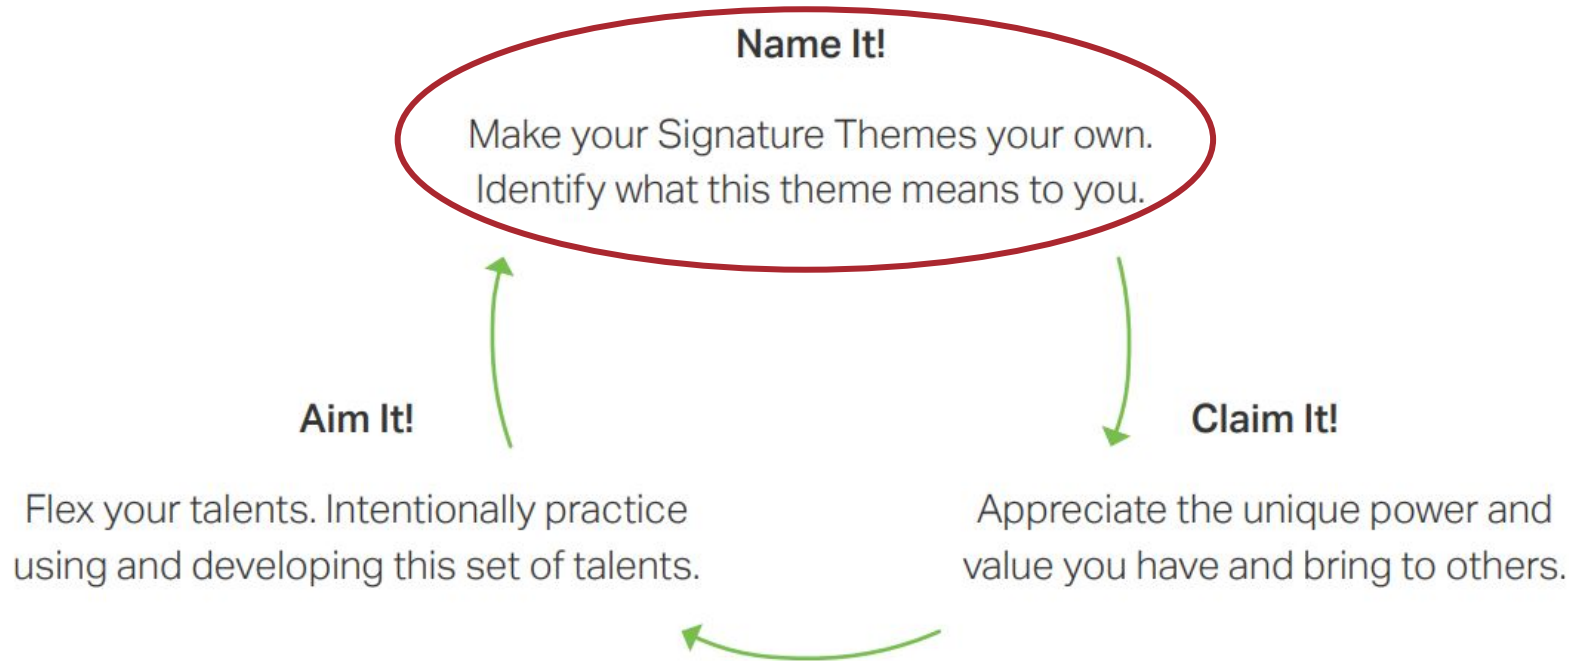 Name It!
Make your Signature Themes your own.
Identify what this theme means to you.
Aim It!
Flex your talents. Intentionally practice
using and developing this set of talents.
Claim It!
Appreciate the unique power and
value you have and bring to others.